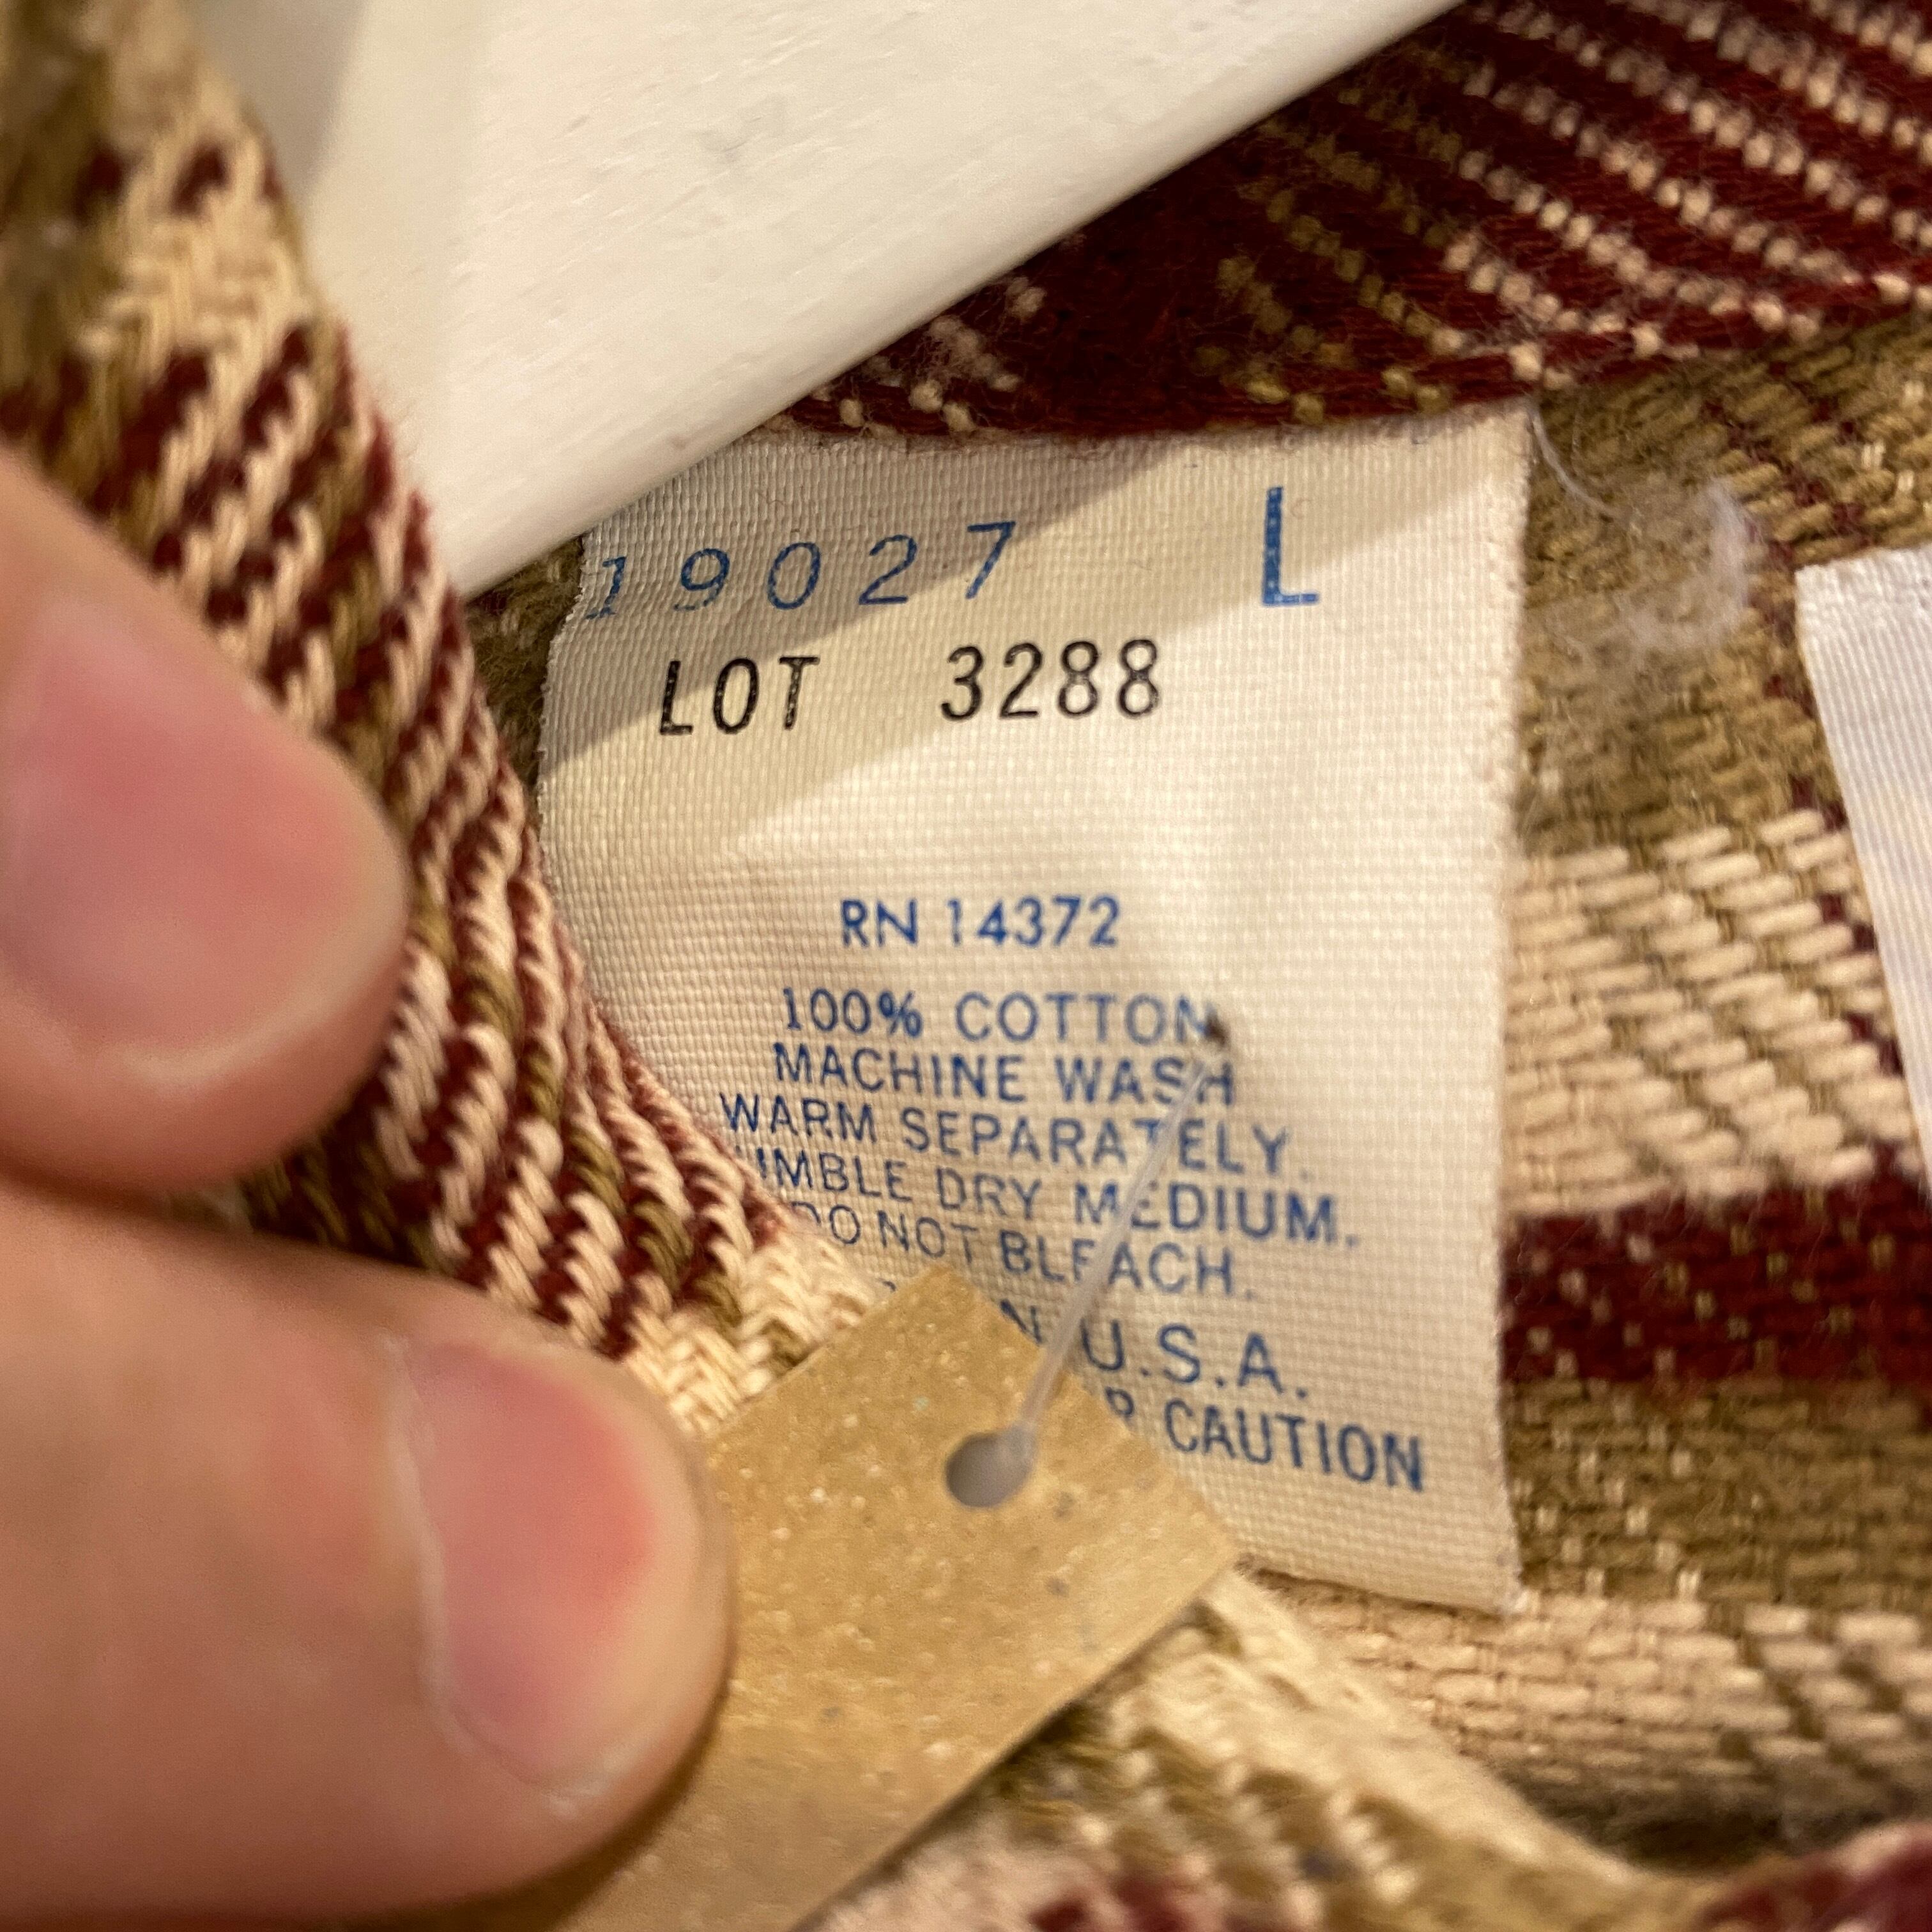 19027 L
LOT 3288
RN 14372
100% COTTON
MACHINE WASH
WARM SEPARATELY.
UMBLE DRY MEDIUM.
DO NOT BLEACH.
N U.S.A.
R CAUTION